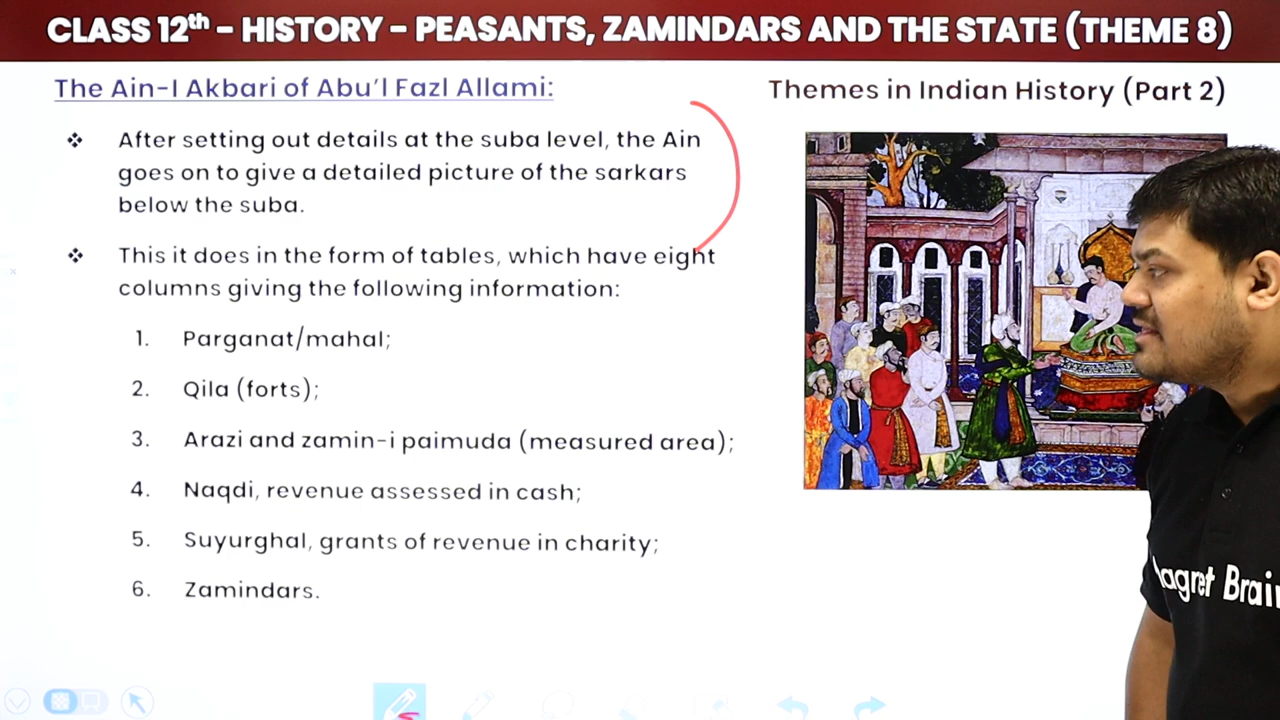 CLASS 12th – HISTORY – PEASANTS, ZAMINDARS AND THE STATE (THEME 8)
The Ain-I Akbari of Abu'l Fazl Allami:
Themes in Indian History (Part 2)
❖ After setting out details at the suba level, the Ain
goes on to give a detailed picture of the sarkars
below the suba.
❖ This it does in the form of tables, which have eight
columns giving the following information:
1. Parganat/mahal;
2. Qila (forts);
3. Arazi and zamin-i paimuda (measured area);
4. Naqdi, revenue assessed in cash;
5. Suyurghal, grants of revenue in charity;
6. Zamindars.